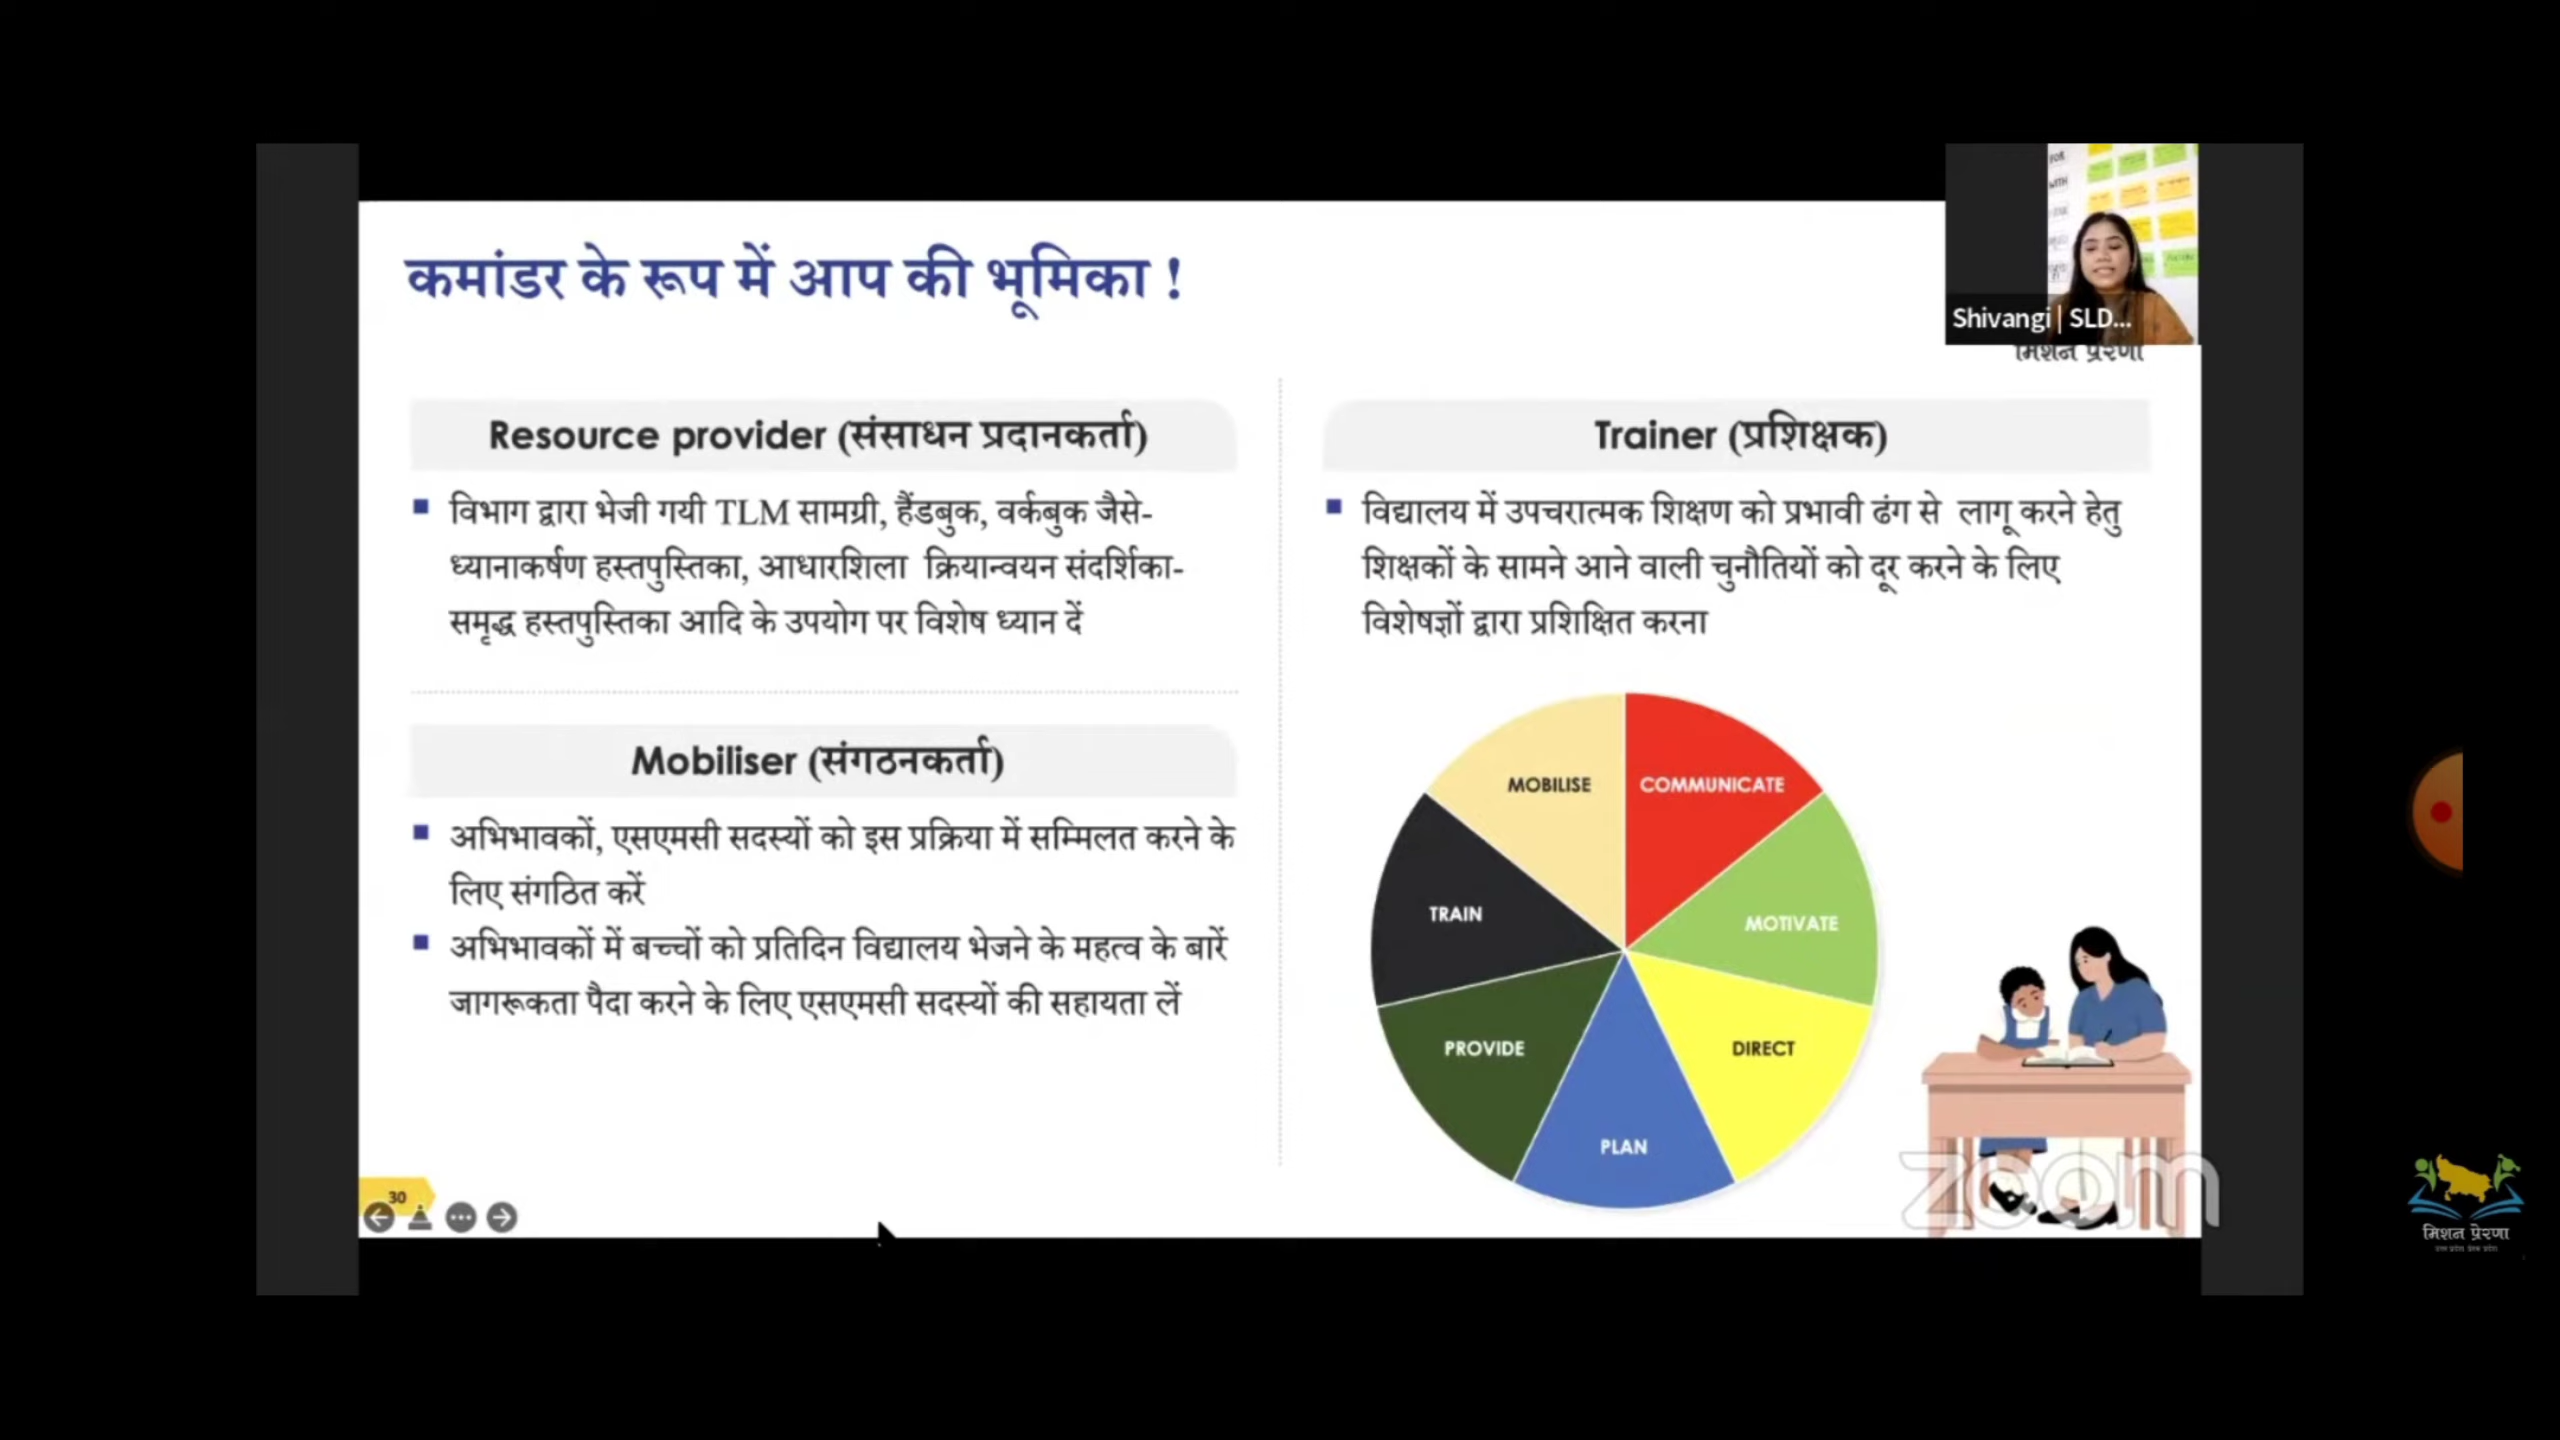 कमांडर के रूप में आप की भूमिका !
Shivangi | SLD...
मिशन प्रेरणा
Resource provider (संसाधन प्रदानकर्ता)
विभाग द्वारा भेजी गयी TLM सामग्री, हैंडबुक, वर्कबुक जैसे-
ध्यानाकर्षण हस्तपुस्तिका, आधारशिला क्रियान्वयन संदर्शिका-
समृद्ध हस्तपुस्तिका आदि के उपयोग पर विशेष ध्यान दें
Mobiliser (संगठनकर्ता)
अभिभावकों, एसएमसी सदस्यों को इस प्रक्रिया में सम्मिलत करने के
लिए संगठित करें
अभिभावकों में बच्चों को प्रतिदिन विद्यालय भेजने के महत्व के बारें
जागरूकता पैदा करने के लिए एसएमसी सदस्यों की सहायता लें
Trainer (प्रशिक्षक)
विद्यालय में उपचरात्मक शिक्षण को प्रभावी ढंग से लागू करने हेतु
शिक्षकों के सामने आने वाली चुनौतियों को दूर करने के लिए
विशेषज्ञों द्वारा प्रशिक्षित करना
MOBILISE
COMMUNICATE
TRAIN
MOTIVATE
PROVIDE
DIRECT
PLAN
30
zoom
मिशन प्रेरणा